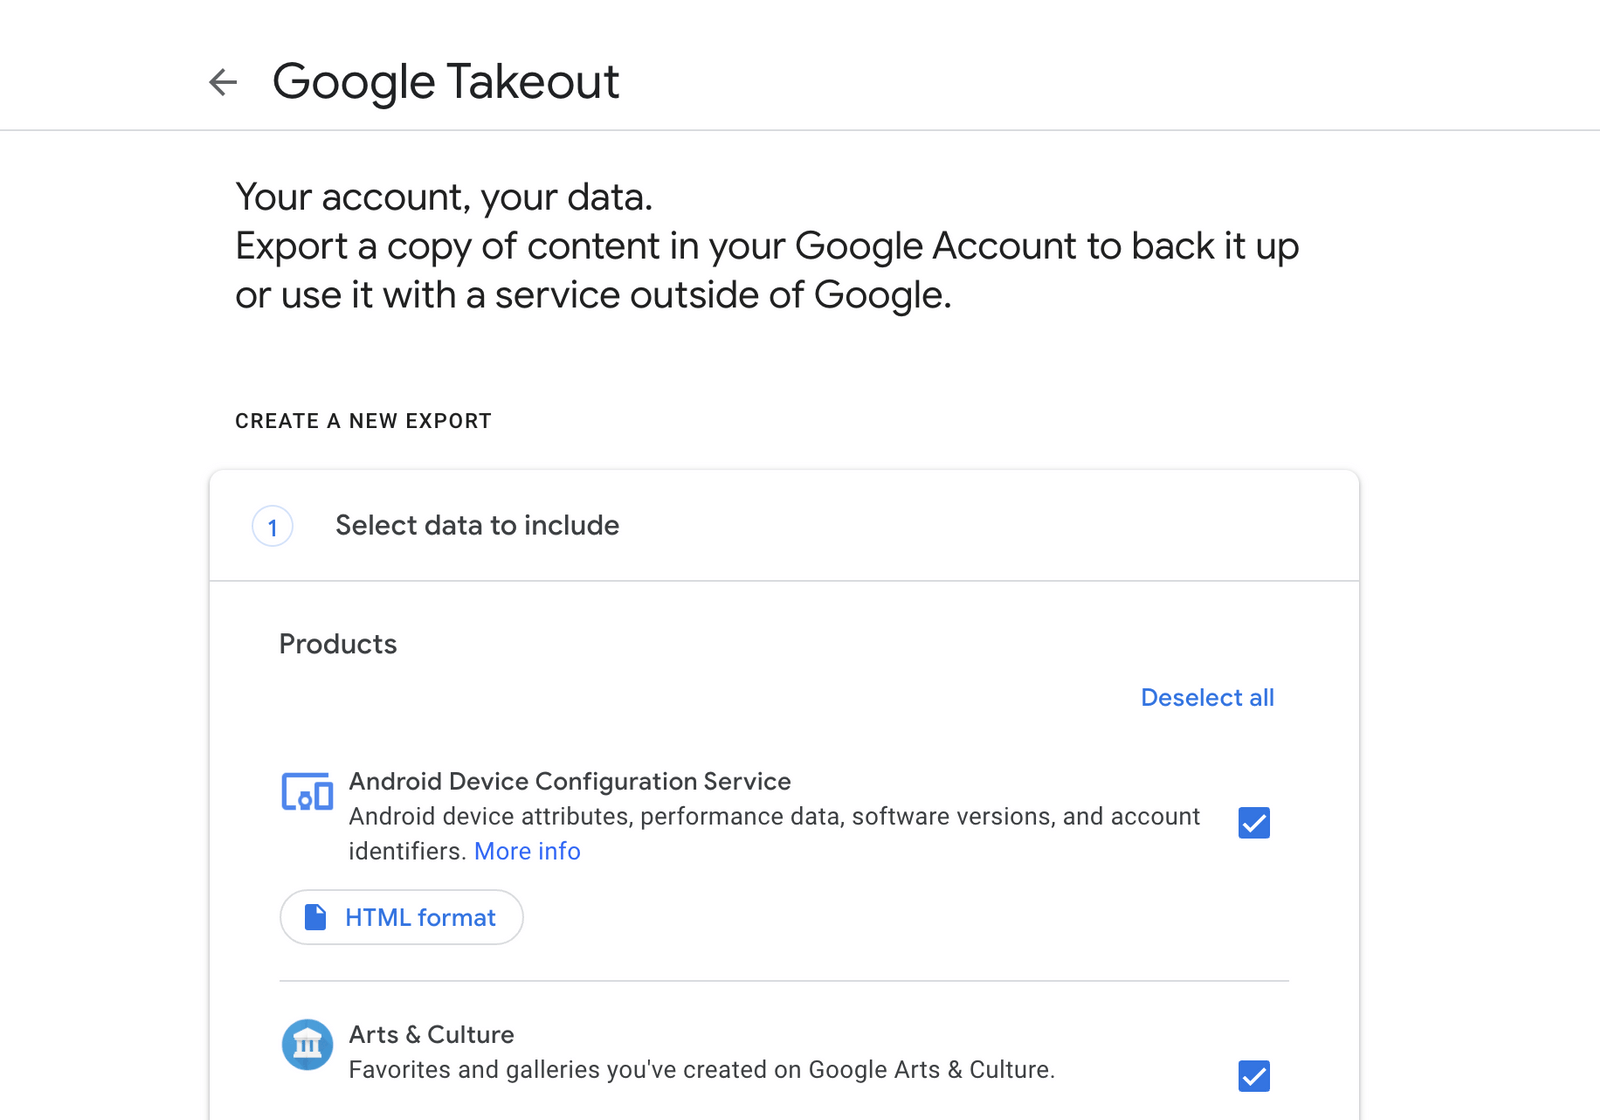 Google Takeout
Your account, your data.
Export a copy of content in your Google Account to back it up
or use it with a service outside of Google.
CREATE A NEW EXPORT
1 Select data to include
Products
Deselect all
Android Device Configuration Service
Android device attributes, performance data, software versions, and account
identifiers. More info
HTML format
Arts & Culture
Favorites and galleries you've created on Google Arts & Culture.